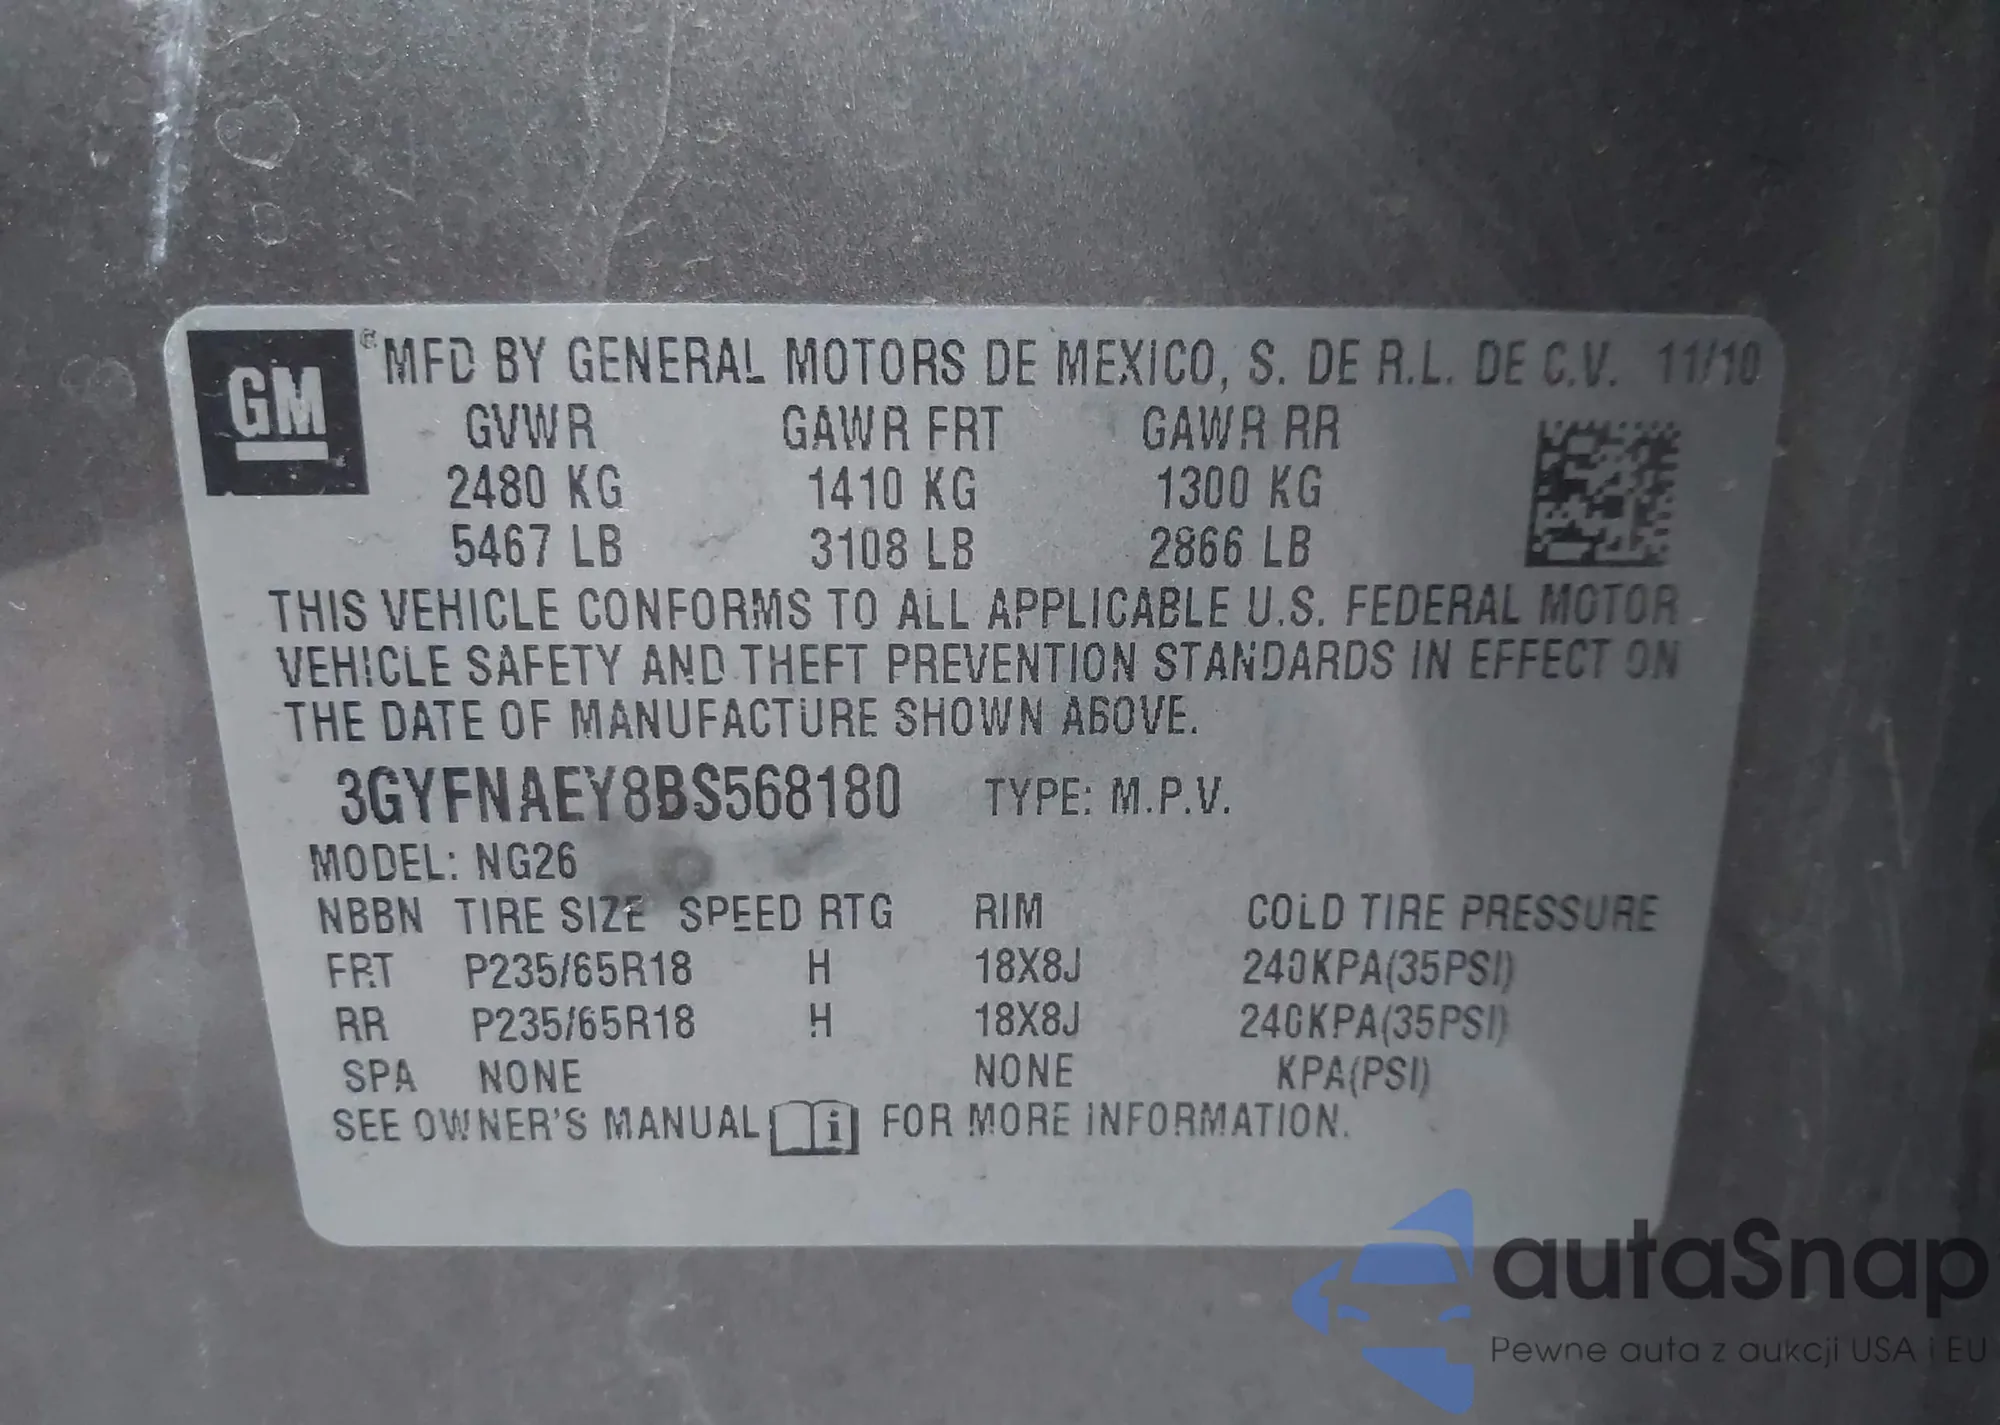 GM
® MFD BY GENERAL MOTORS DE MEXICO, S. DE R.L. DE C.V. 11/10
GVWR GAWR FRT GAWR RR
2480 KG 1410 KG 1300 KG
5467 LB 3108 LB 2866 LB
THIS VEHICLE CONFORMS TO ALL APPLICABLE U.S. FEDERAL MOTOR
VEHICLE SAFETY AND THEFT PREVENTION STANDARDS IN EFFECT ON
THE DATE OF MANUFACTURE SHOWN ABOVE.
3GYFNAEY8BS568180 TYPE: M.P.V.
MODEL: NG26
NBBN TIRE SIZE SPEED RTG RIM COLD TIRE PRESSURE
FRT P235/65R18 H 18X8J 240KPA(35PSI)
RR P235/65R18 H 18X8J 240KPA(35PSI)
SPA NONE NONE KPA(PSI)
SEE OWNER'S MANUAL i FOR MORE INFORMATION.
autaSnap
Pewne auta z aukcji USA i EU